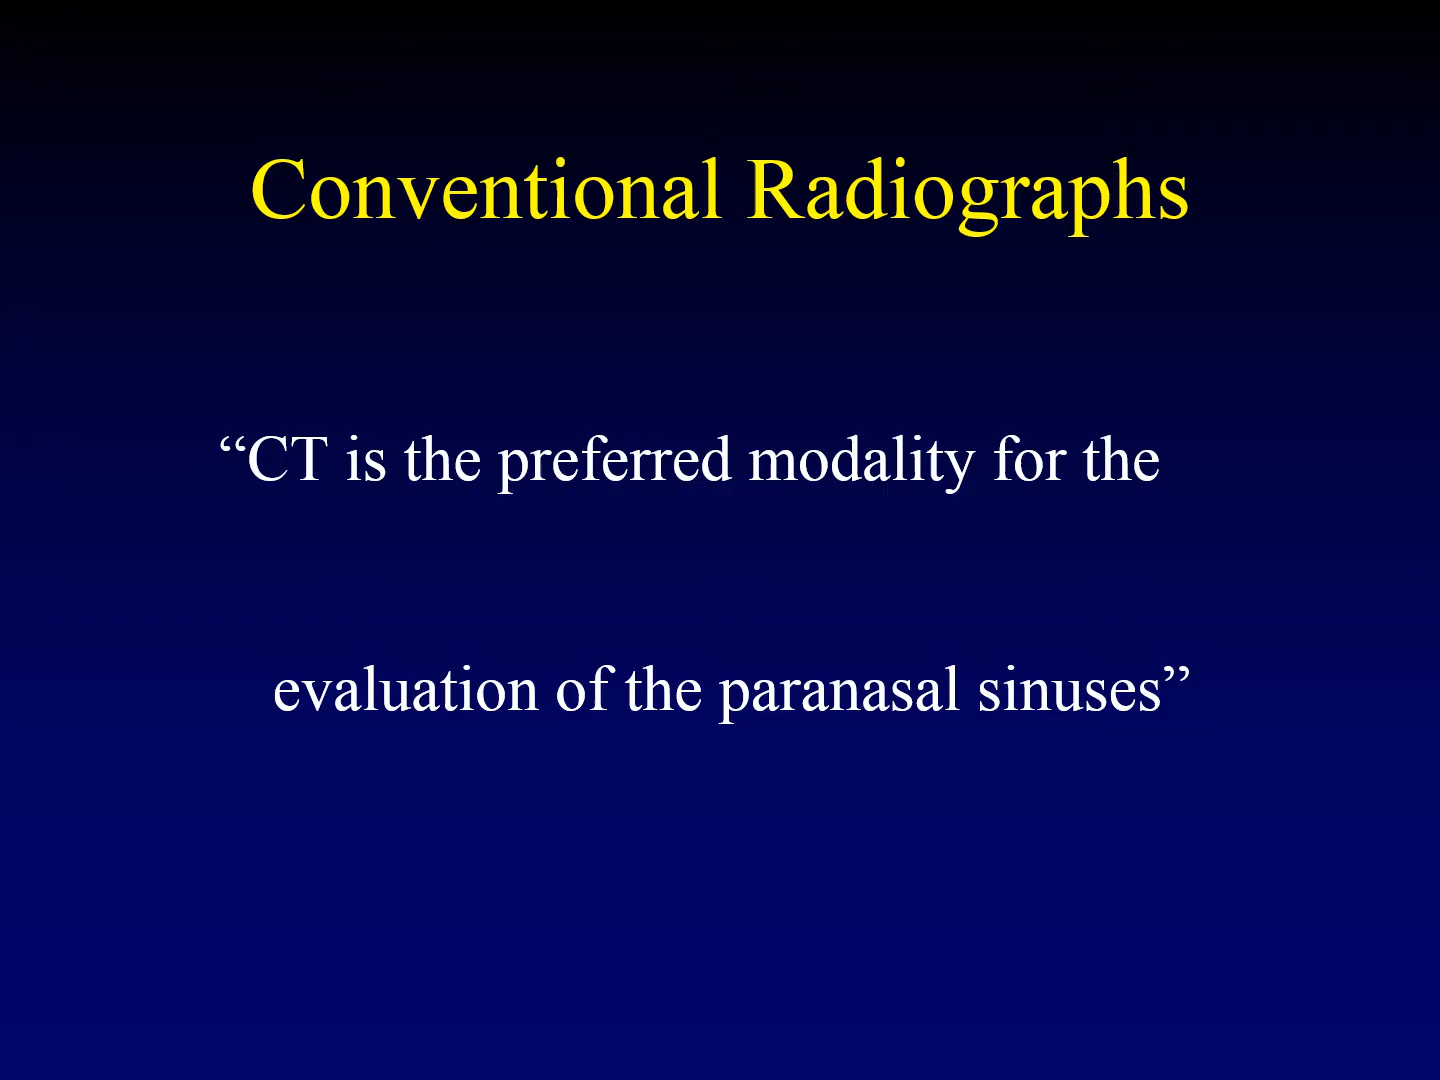 Conventional Radiographs
“CT is the preferred modality for the
evaluation of the paranasal sinuses”